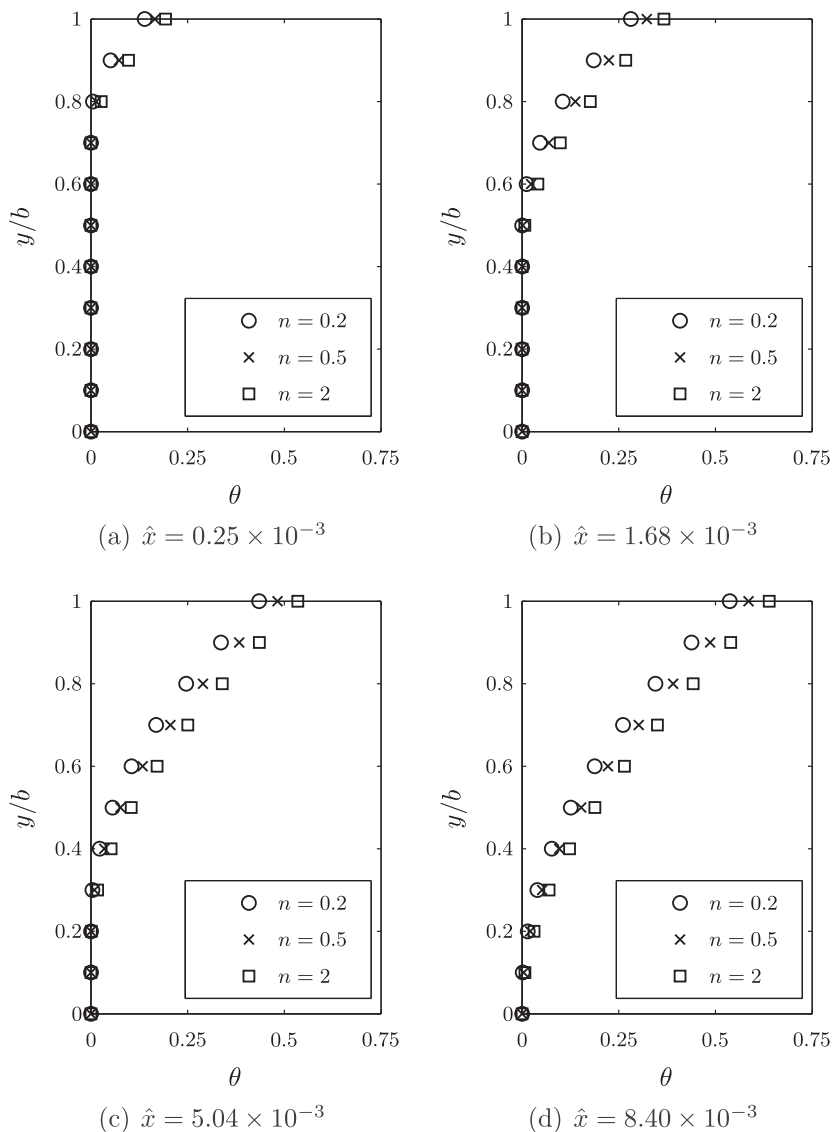 1
0.8
0.6
0.4
0.2
0
y/b
0 0.25 0.5 0.75
θ
n = 0.2
n = 0.5
n = 2
(a) x̂ = 0.25 × 10⁻³
1
0.8
0.6
0.4
0.2
0
y/b
0 0.25 0.5 0.75
θ
n = 0.2
n = 0.5
n = 2
(b) x̂ = 1.68 × 10⁻³
1
0.8
0.6
0.4
0.2
0
y/b
0 0.25 0.5 0.75
θ
n = 0.2
n = 0.5
n = 2
(c) x̂ = 5.04 × 10⁻³
1
0.8
0.6
0.4
0.2
0
y/b
0 0.25 0.5 0.75
θ
n = 0.2
n = 0.5
n = 2
(d) x̂ = 8.40 × 10⁻³